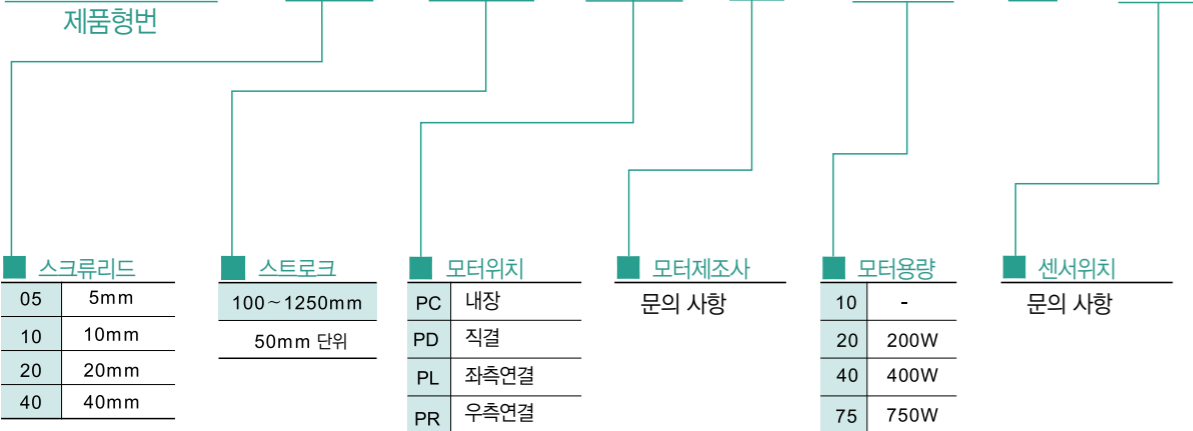 제품형번
스크류리드
05 5mm
10 10mm
20 20mm
40 40mm
스트로크
100~1250mm
50mm 단위
모터위치
PC 내장
PD 직결
PL 좌측연결
PR 우측연결
모터제조사
문의 사항
모터용량
10 -
20 200W
40 400W
75 750W
센서위치
문의 사항